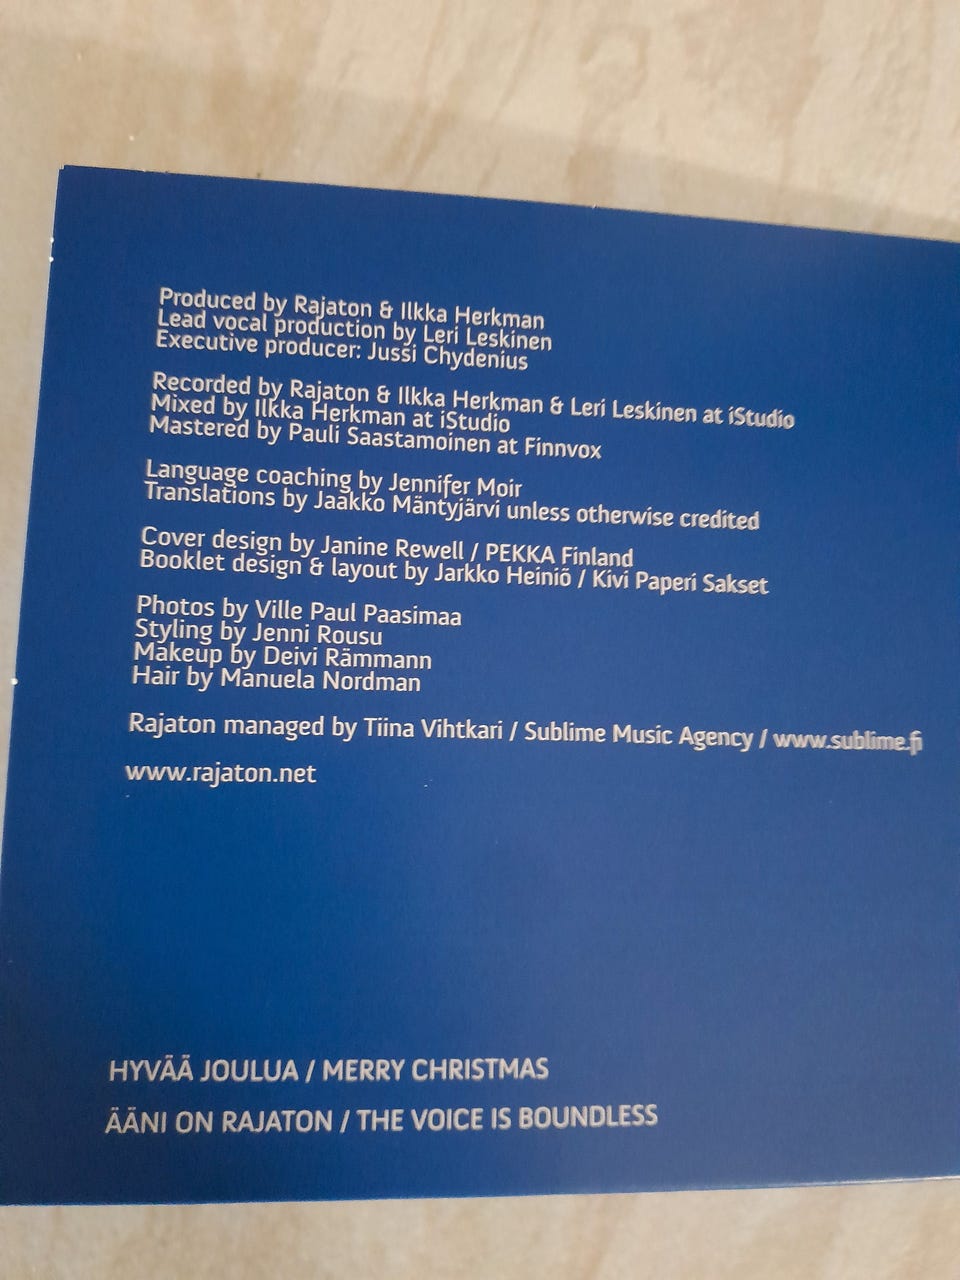 Produced by Rajaton & Ilkka Herkman
Lead vocal production by Leri Leskinen
Executive producer: Jussi Chydenius
Recorded by Rajaton & Ilkka Herkman & Leri Leskinen at iStudio
Mixed by Ilkka Herkman at iStudio
Mastered by Pauli Saastamoinen at Finnvox
Language coaching by Jennifer Moir
Translations by Jaakko Mäntyjärvi unless otherwise credited
Cover design by Janine Rewell / PEKKA Finland
Booklet design & layout by Jarkko Heiniö / Kivi Paperi Sakset
Photos by Ville Paul Paasimaa
Styling by Jenni Rousu
Makeup by Deivi Rämmann
Hair by Manuela Nordman
Rajaton managed by Tiina Vihtkari / Sublime Music Agency / www.sublime.fi
www.rajaton.net
HYVÄÄ JOULUA / MERRY CHRISTMAS
ÄÄNI ON RAJATON / THE VOICE IS BOUNDLESS